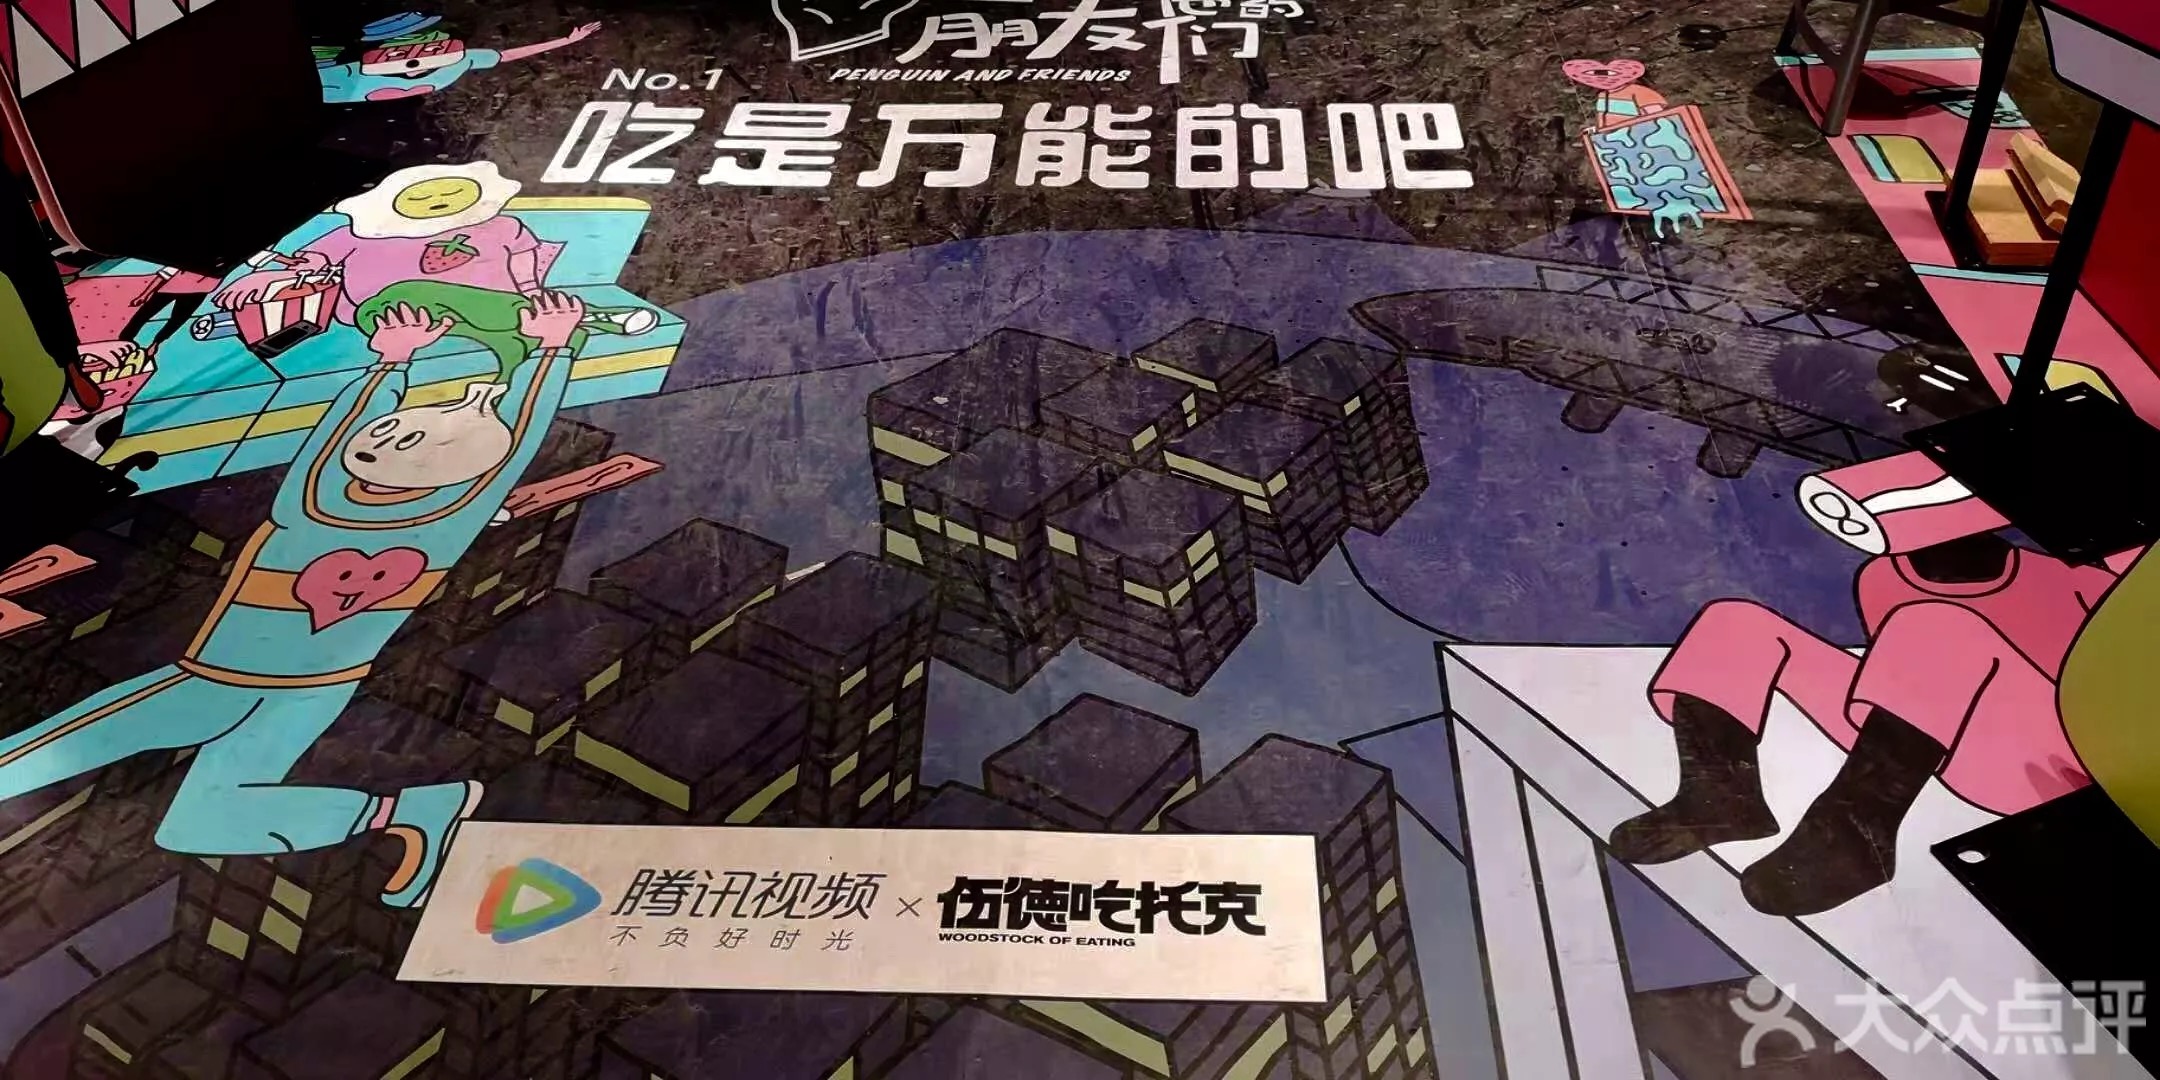 朋友们
PENGUIN AND FRIENDS
No.1
吃是万能的吧
腾讯视频 × 伍德吃托克
不负好时光
WOODSTOCK OF EATING
大众点评